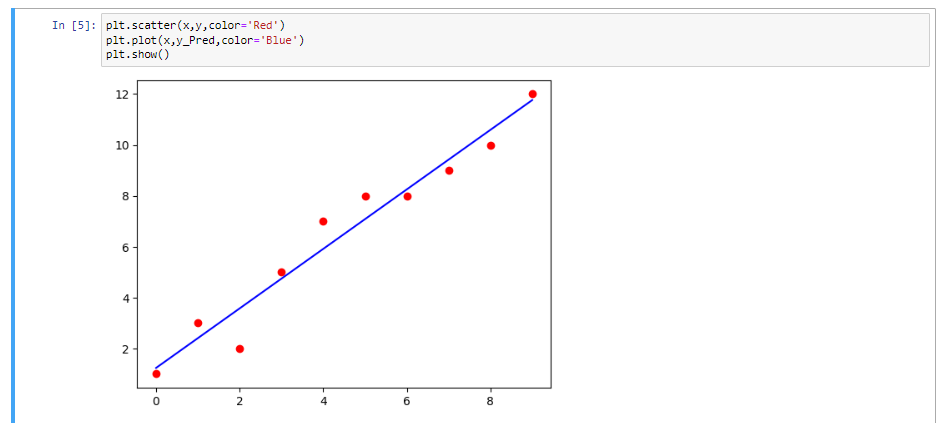 In [5]: plt.scatter(x,y,color='Red')
plt.plot(x,y_Pred,color='Blue')
plt.show()
12
10
8
6
4
2
0 2 4 6 8